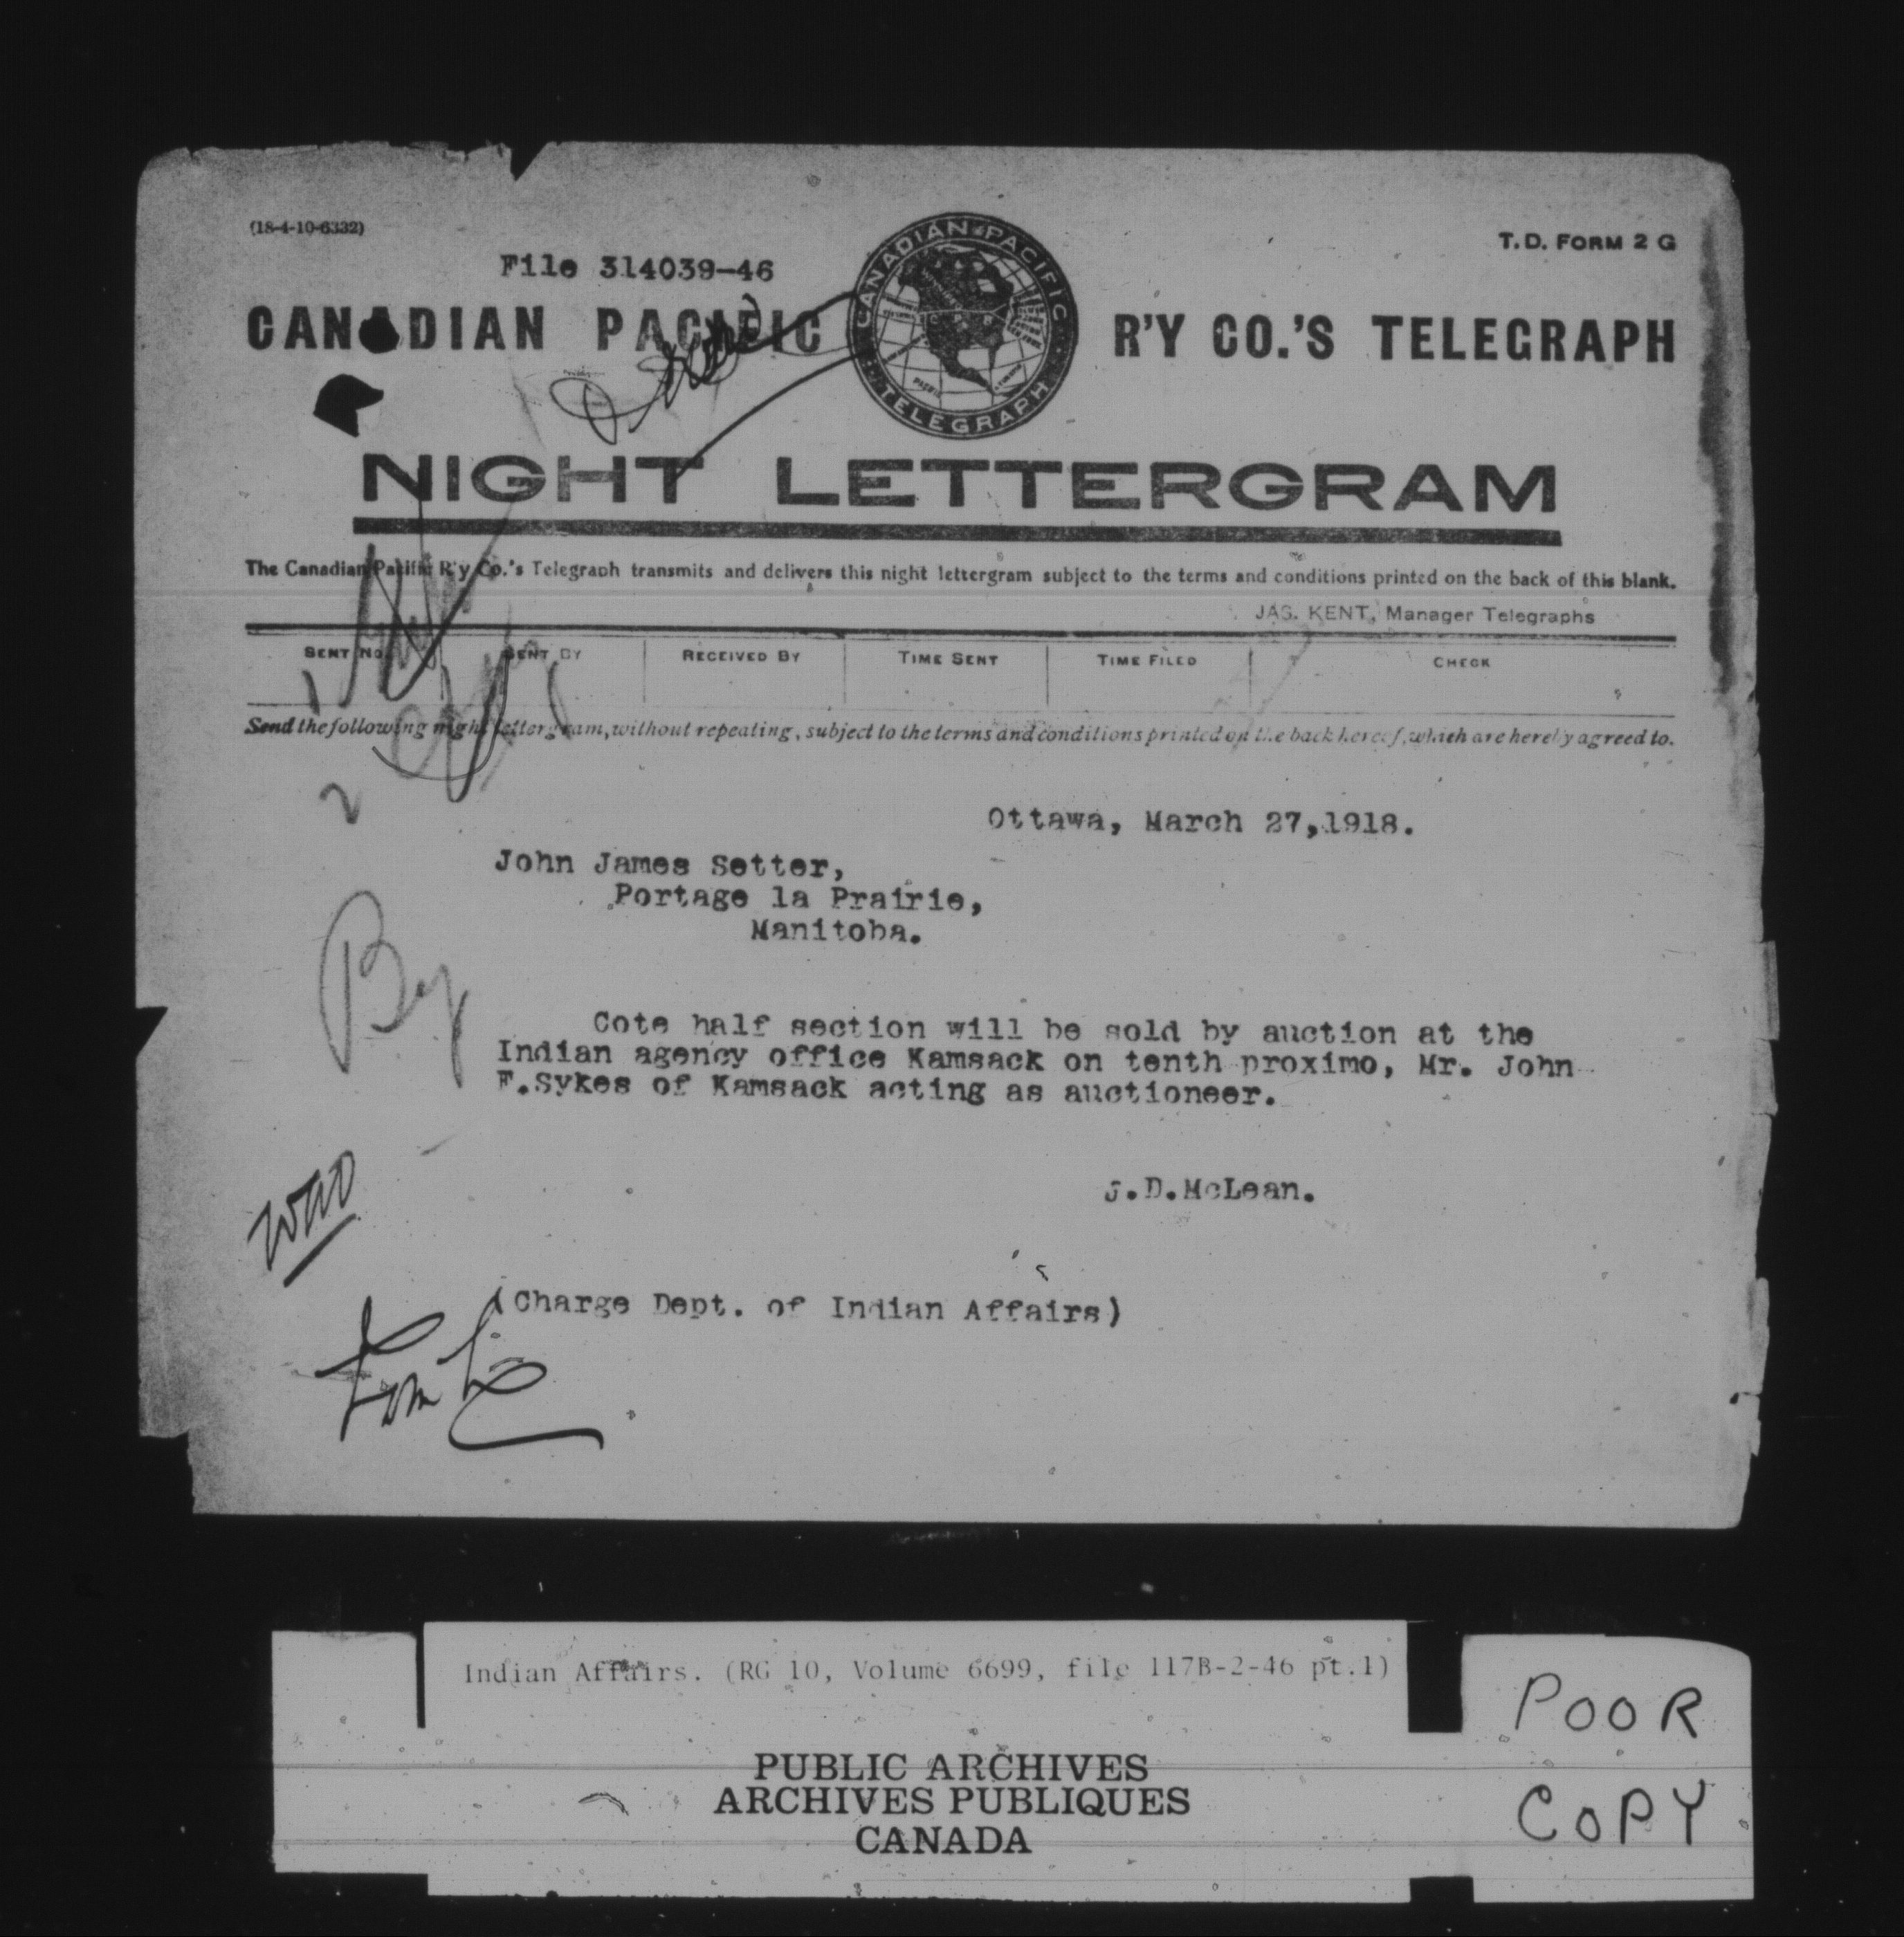 (18-4-10-6332)
T.D. FORM 2 G
File 314039-46
CANADIAN PACIFIC R'Y CO.'S TELEGRAPH
CANADIAN PACIFIC
TELEGRAPH
NIGHT LETTERGRAM
The Canadian Pacific R'y Co.'s Telegraph transmits and delivers this night lettergram subject to the terms and conditions printed on the back of this blank.
JAS. KENT, Manager Telegraphs
SENT NO. SENT BY RECEIVED BY TIME SENT TIME FILED CHECK
Send the following night lettergram, without repeating, subject to the terms and conditions printed on the back hereof, which are hereby agreed to.
Ottawa, March 27,1918.
John James Setter,
Portage la Prairie,
Manitoba.
Cote half section will be sold by auction at the
Indian agency office Kamsack on tenth proximo, Mr. John
F.Sykes of Kamsack acting as auctioneer.
J.D.McLean.
(Charge Dept. of Indian Affairs)
Indian Affairs. (RG 10, Volume 6699, file 117B-2-46 pt.1)
PUBLIC ARCHIVES
ARCHIVES PUBLIQUES
CANADA
POOR
COPY